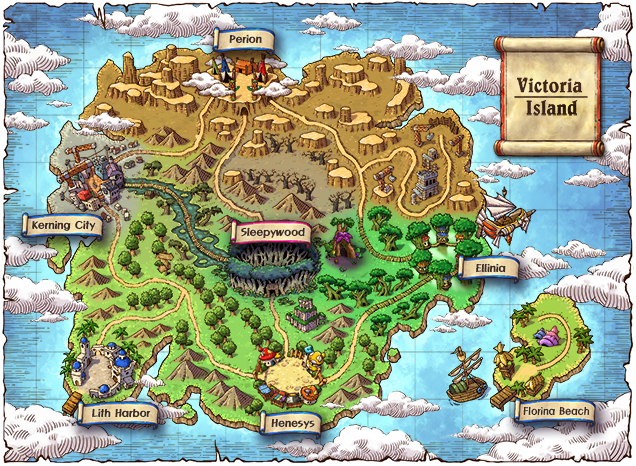 Perion
Victoria
Island
Kerning City
Sleepywood
Ellinia
Lith Harbor
Henesys
Florina Beach